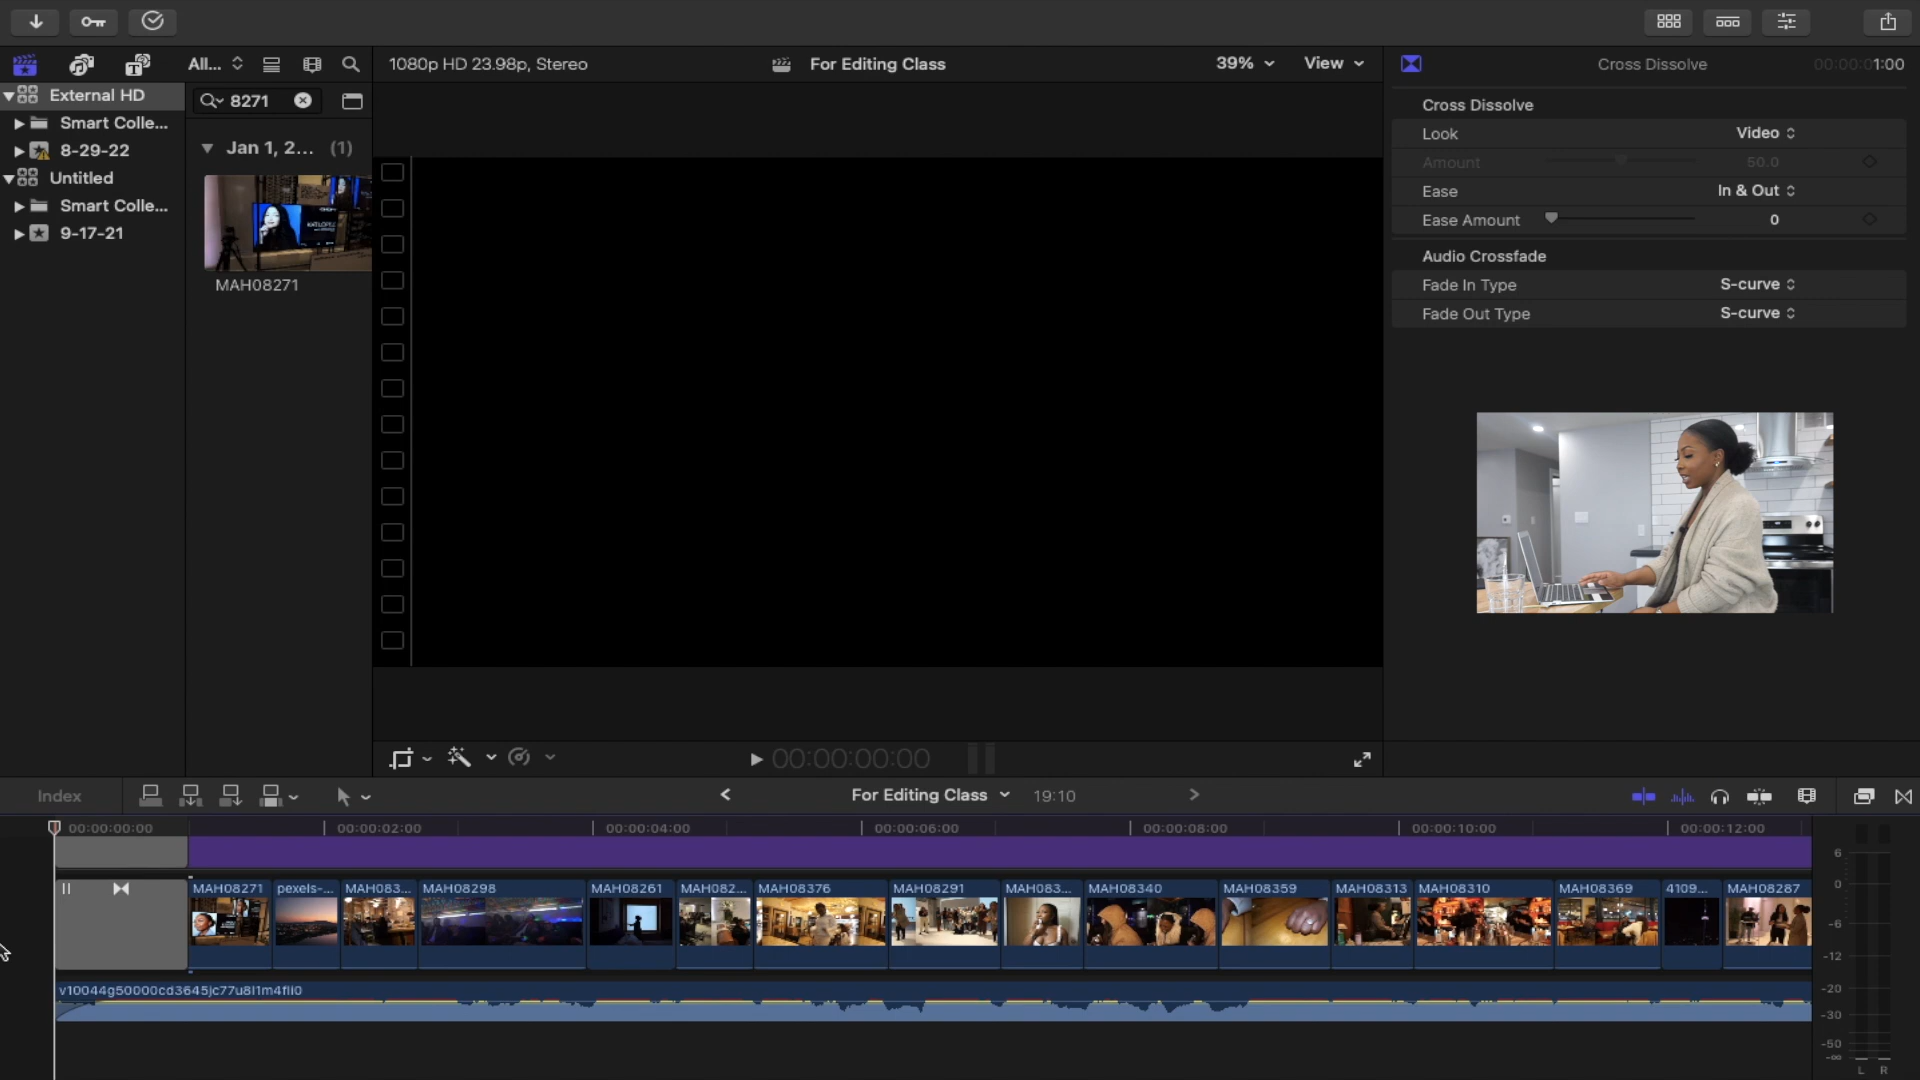 All...
1080p HD 23.98p, Stereo
For Editing Class
39%
View
Cross Dissolve
00:00:01:00
External HD
8271
Smart Colle...
8-29-22
Untitled
Smart Colle...
9-17-21
Jan 1, 2...
(1)
MAH08271
Cross Dissolve
Look
Video
Amount
50.0
Ease
In & Out
Ease Amount
0
Audio Crossfade
Fade In Type
S-curve
Fade Out Type
S-curve
00:00:00:00
Index
For Editing Class
19:10
00:00:00:00
00:00:02:00
00:00:04:00
00:00:06:00
00:00:08:00
00:00:10:00
00:00:12:00
MAH08271
pexels-...
MAH083...
MAH08298
MAH08261
MAH082...
MAH08376
MAH08291
MAH083...
MAH08340
MAH08359
MAH08313
MAH08310
MAH08369
4109...
MAH08287
6
0
-6
-12
-20
-30
-50
-∞
L R